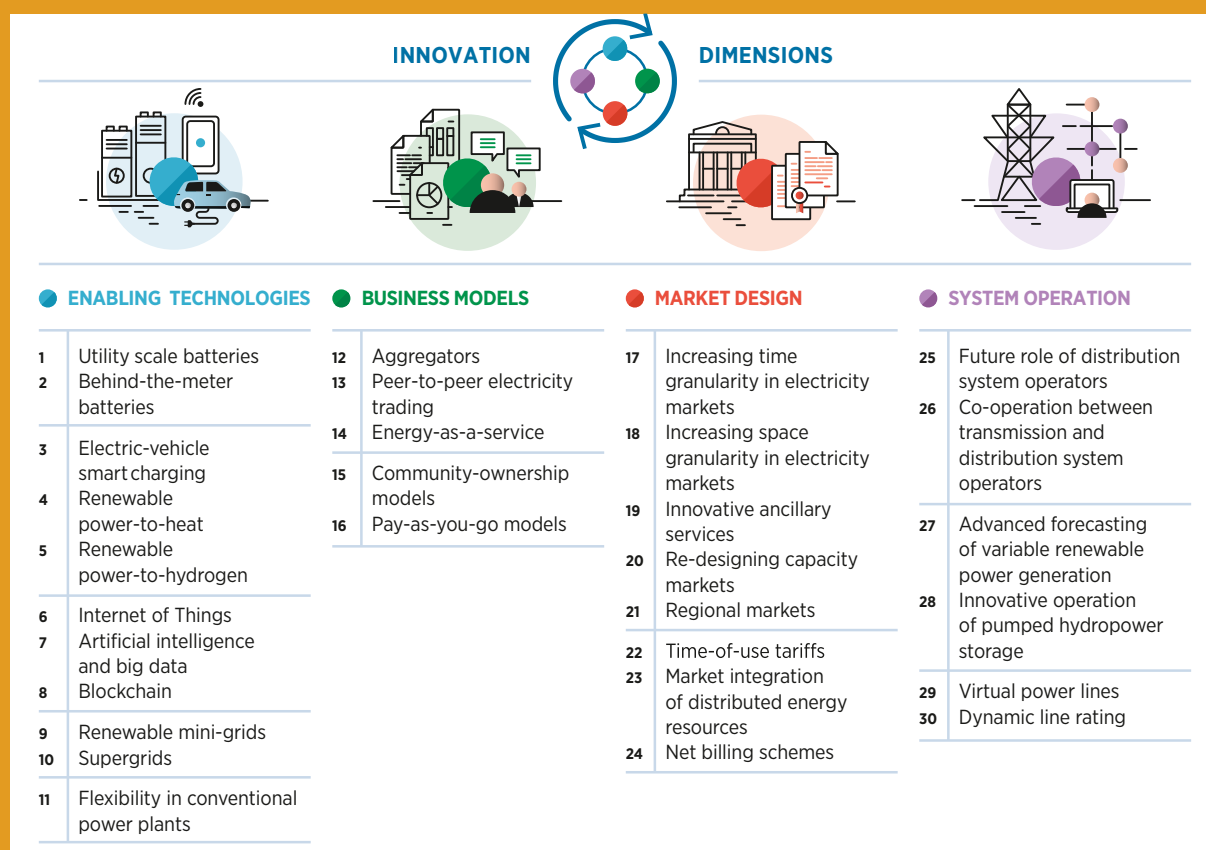 INNOVATION DIMENSIONS
ENABLING TECHNOLOGIES
1 Utility scale batteries
2 Behind-the-meter
batteries
3 Electric-vehicle
smart charging
4 Renewable
power-to-heat
5 Renewable
power-to-hydrogen
6 Internet of Things
7 Artificial intelligence
and big data
8 Blockchain
9 Renewable mini-grids
10 Supergrids
11 Flexibility in conventional
power plants
BUSINESS MODELS
12 Aggregators
13 Peer-to-peer electricity
trading
14 Energy-as-a-service
15 Community-ownership
models
16 Pay-as-you-go models
MARKET DESIGN
17 Increasing time
granularity in electricity
markets
18 Increasing space
granularity in electricity
markets
19 Innovative ancillary
services
20 Re-designing capacity
markets
21 Regional markets
22 Time-of-use tariffs
23 Market integration
of distributed energy
resources
24 Net billing schemes
SYSTEM OPERATION
25 Future role of distribution
system operators
26 Co-operation between
transmission and
distribution system
operators
27 Advanced forecasting
of variable renewable
power generation
28 Innovative operation
of pumped hydropower
storage
29 Virtual power lines
30 Dynamic line rating